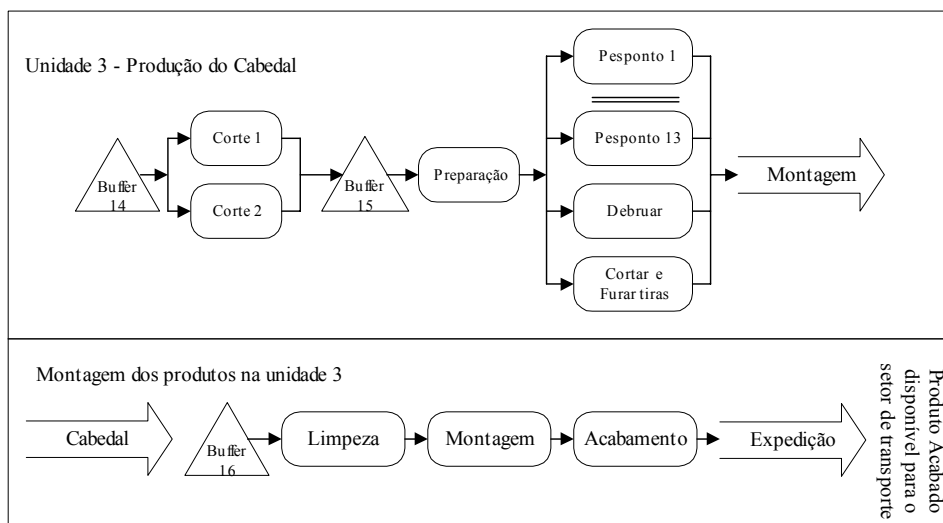 Unidade 3 - Produção do Cabedal
Buffer
14
Corte 1
Corte 2
Buffer
15
Preparação
Pesponto 1
Pesponto 13
Debruar
Cortar e
Furar tiras
Montagem
Montagem dos produtos na unidade 3
Cabedal
Buffer
16
Limpeza
Montagem
Acabamento
Expedição
Produto Acabado
disponível para o
setor de transporte